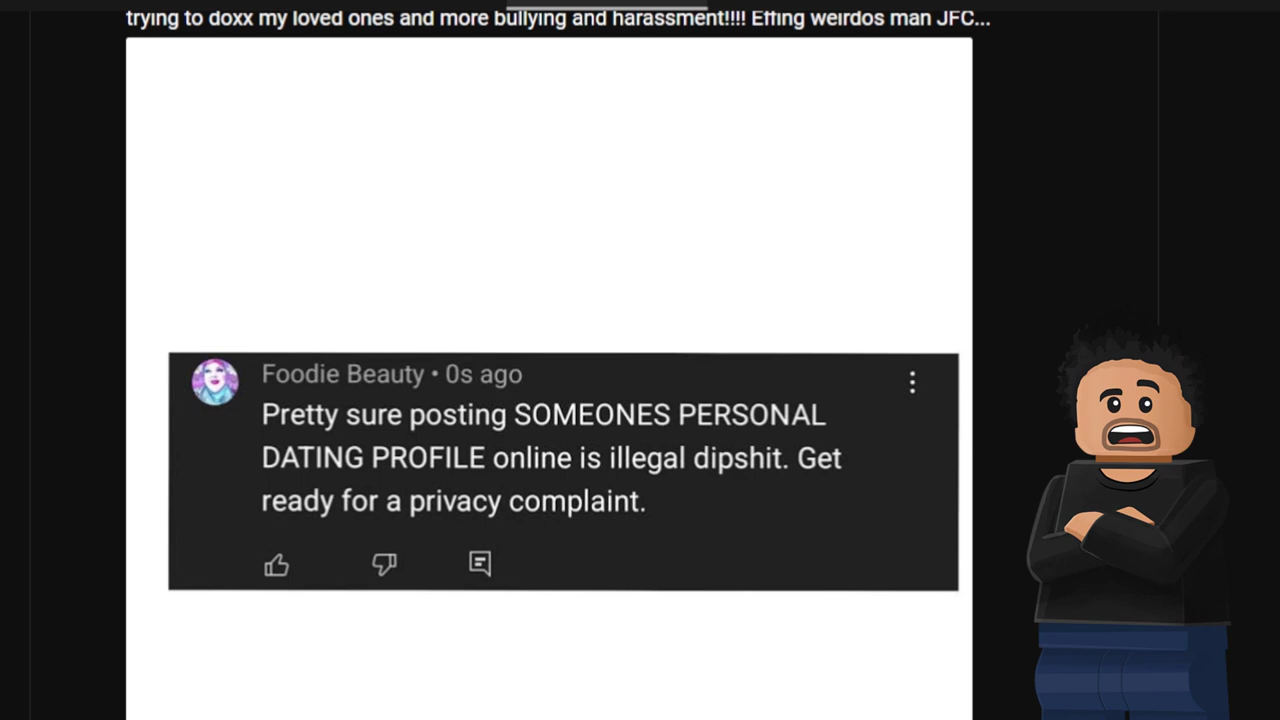 trying to doxx my loved ones and more bullying and harassment!!!! Effing weirdos man JFC...
Foodie Beauty • 0s ago
Pretty sure posting SOMEONES PERSONAL
DATING PROFILE online is illegal dipshit. Get
ready for a privacy complaint.